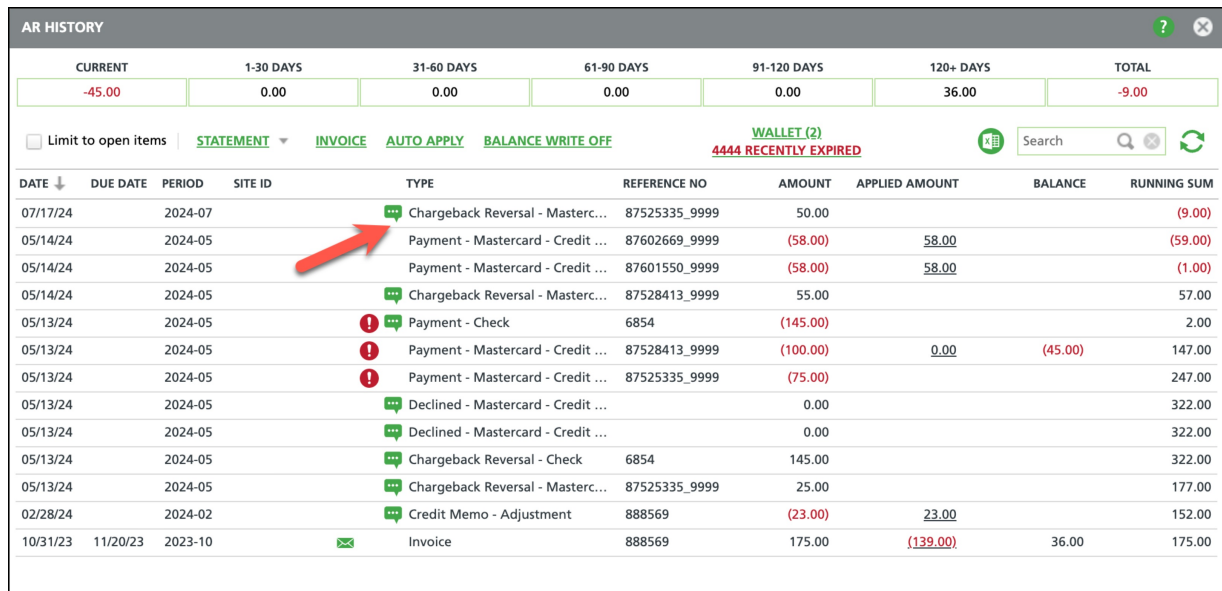 AR HISTORY ?
CURRENT 1-30 DAYS 31-60 DAYS 61-90 DAYS 91-120 DAYS 120+ DAYS TOTAL
-45.00 0.00 0.00 0.00 0.00 36.00 -9.00
Limit to open items STATEMENT INVOICE AUTO APPLY BALANCE WRITE OFF WALLET (2) Search
4444 RECENTLY EXPIRED
DATE DUE DATE PERIOD SITE ID TYPE REFERENCE NO AMOUNT APPLIED AMOUNT BALANCE RUNNING SUM
07/17/24 2024-07 Chargeback Reversal - Masterc... 87525335_9999 50.00 (9.00)
05/14/24 2024-05 Payment - Mastercard - Credit ... 87602669_9999 (58.00) 58.00 (59.00)
05/14/24 2024-05 Payment - Mastercard - Credit ... 87601550_9999 (58.00) 58.00 (1.00)
05/14/24 2024-05 Chargeback Reversal - Masterc... 87528413_9999 55.00 57.00
05/13/24 2024-05 ! Payment - Check 6854 (145.00) 2.00
05/13/24 2024-05 ! Payment - Mastercard - Credit ... 87528413_9999 (100.00) 0.00 (45.00) 147.00
05/13/24 2024-05 ! Payment - Mastercard - Credit ... 87525335_9999 (75.00) 247.00
05/13/24 2024-05 Declined - Mastercard - Credit ... 0.00 322.00
05/13/24 2024-05 Declined - Mastercard - Credit ... 0.00 322.00
05/13/24 2024-05 Chargeback Reversal - Check 6854 145.00 322.00
05/13/24 2024-05 Chargeback Reversal - Masterc... 87525335_9999 25.00 177.00
02/28/24 2024-02 Credit Memo - Adjustment 888569 (23.00) 23.00 152.00
10/31/23 11/20/23 2023-10 Invoice 888569 175.00 (139.00) 36.00 175.00